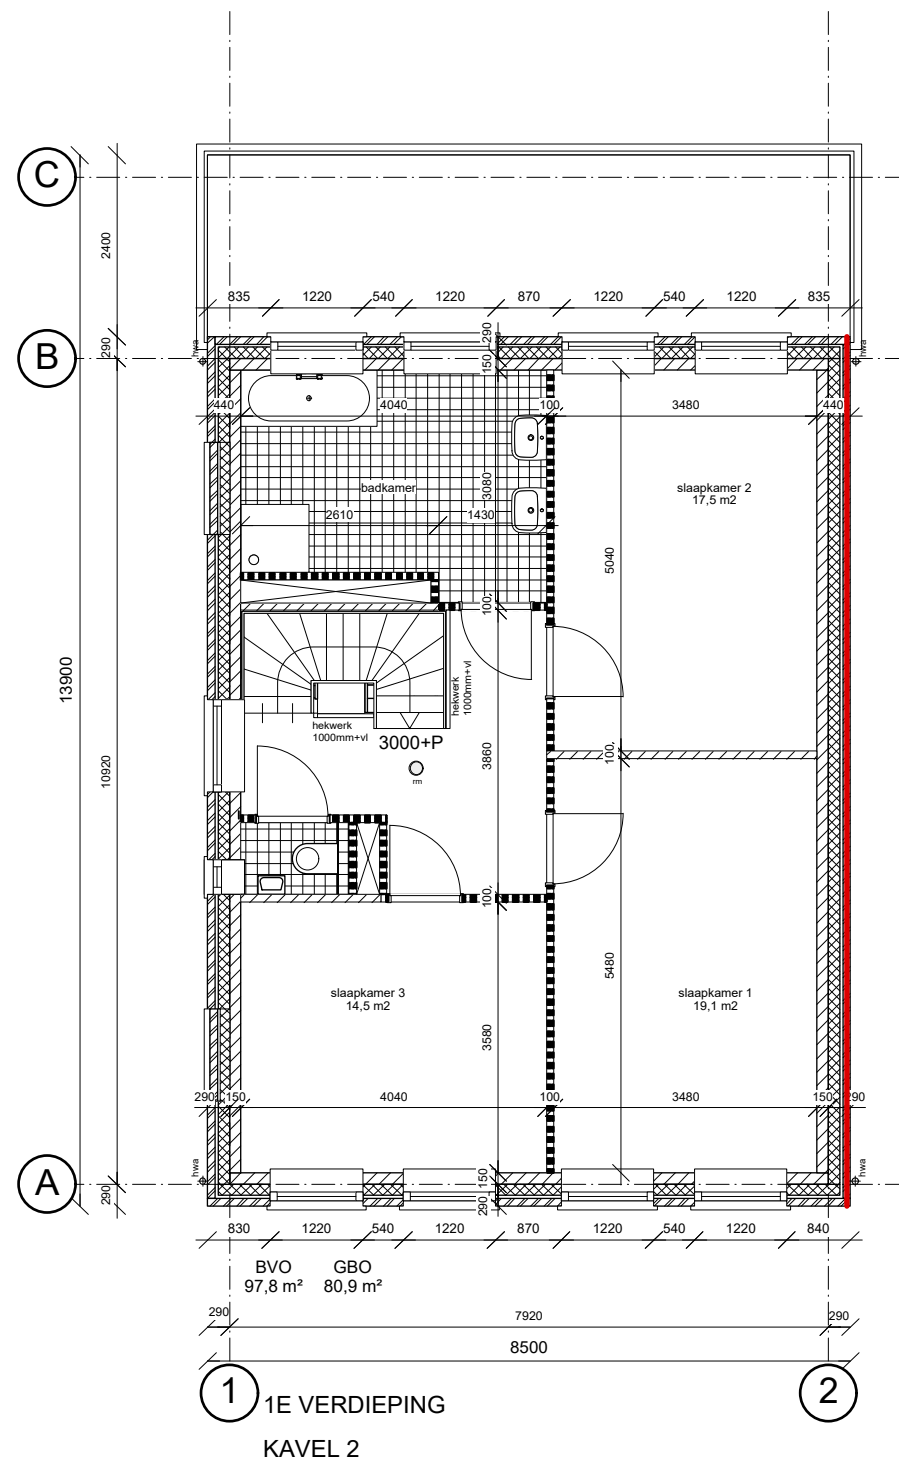 C
2400
835 1220 540 1220 870 1220 540 1220 835
290
290
hwa
hwa
B
150
440 4040 100 3480 440
badkamer
3080
slaapkamer 2
17,5 m2
2610 1430
5040
100
13900
hekwerk
1000mm+vl
hekwerk
1000mm+vl
3000+P
3860
100
rm
10920
100
slaapkamer 3
14,5 m2
5480
slaapkamer 1
19,1 m2
3580
290 150 4040 100 3480 150 290
hwa
hwa
A
150
290
290
830 1220 540 1220 870 1220 540 1220 840
BVO GBO
97,8 m² 80,9 m²
290 7920 290
8500
1 2
1E VERDIEPING
KAVEL 2